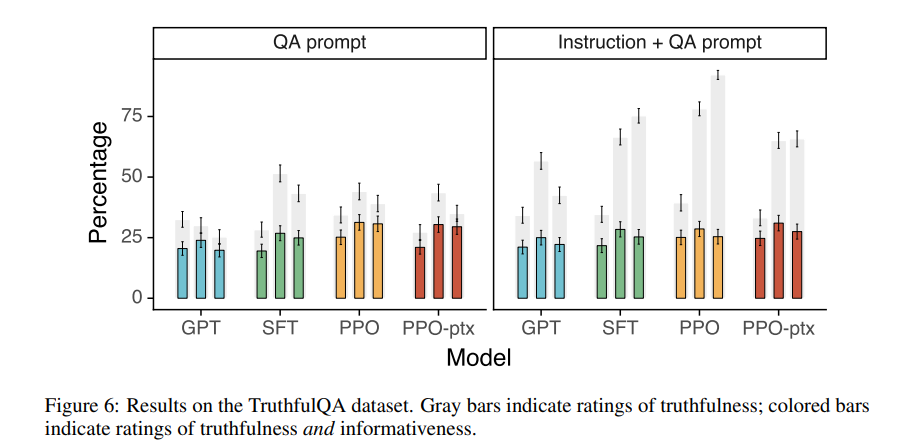 QA prompt
Instruction + QA prompt
Percentage
75
50
25
0
GPT
SFT
PPO
PPO-ptx
GPT
SFT
PPO
PPO-ptx
Model
Figure 6: Results on the TruthfulQA dataset. Gray bars indicate ratings of truthfulness; colored bars
indicate ratings of truthfulness and informativeness.